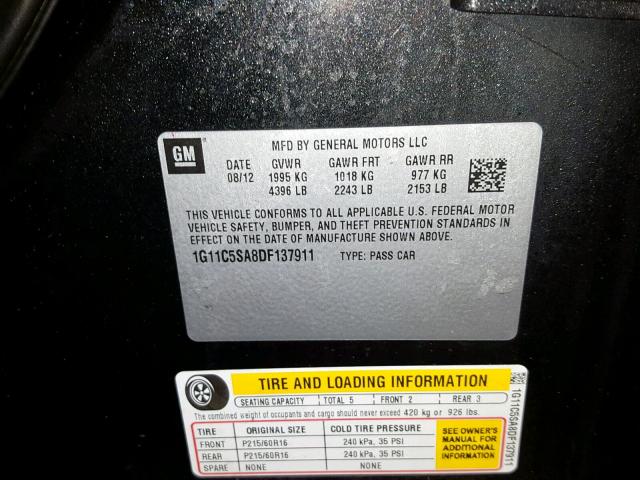 GM
MFD BY GENERAL MOTORS LLC
DATE GVWR GAWR FRT GAWR RR
08/12 1995 KG 1018 KG 977 KG
4396 LB 2243 LB 2153 LB
THIS VEHICLE CONFORMS TO ALL APPLICABLE U.S. FEDERAL MOTOR
VEHICLE SAFETY, BUMPER, AND THEFT PREVENTION STANDARDS IN
EFFECT ON THE DATE OF MANUFACTURE SHOWN ABOVE.
1G11C5SA8DF137911 TYPE: PASS CAR
TIRE AND LOADING INFORMATION
SEATING CAPACITY TOTAL 5 FRONT 2 REAR 3
The combined weight of occupants and cargo should never exceed 420 kg or 926 lbs.
TIRE ORIGINAL SIZE COLD TIRE PRESSURE
FRONT P215/60R16 240 kPa, 35 PSI
REAR P215/60R16 240 kPa, 35 PSI
SPARE NONE NONE
SEE OWNER'S
MANUAL FOR
ADDITIONAL
INFORMATION
1G11C5SA8DF137911